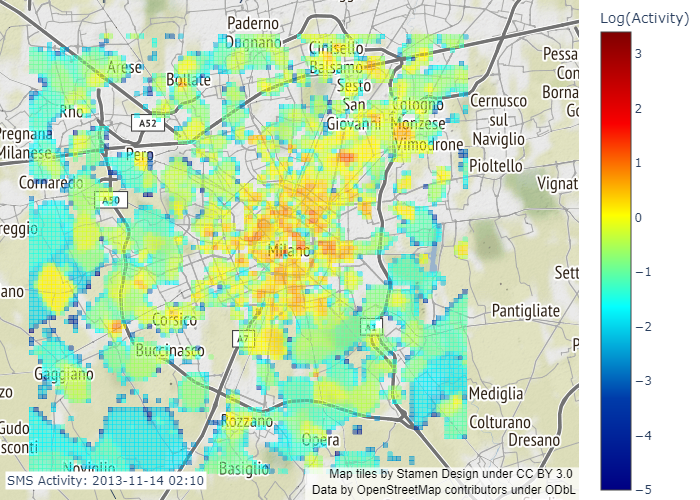 Log(Activity)
Paderno
Dugnano
Cinisello
Balsamo
Sesto
San
Giovanni
Arese
Bollate
Rho
A52
Pero
Pregnana
Milanese
Cornaredo
A50
Cologno
Monzese
Vimodrone
Cernusco
sul
Naviglio
Pioltello
Pessa
Con
Borna
Go
Vignat
reggio
Milano
Sett
ano
Corsico
A7
A1
Pantigliate
P
Buccinasco
Gaggiano
zo
Mediglia
Colturano
Dresano
Rozzano
Opera
Gudo
sconti
Noviglio
Basiglio
3
2
1
0
−1
−2
−3
−4
−5
SMS Activity: 2013-11-14 02:10
Map tiles by Stamen Design under CC BY 3.0
Data by OpenStreetMap contributors under ODbL